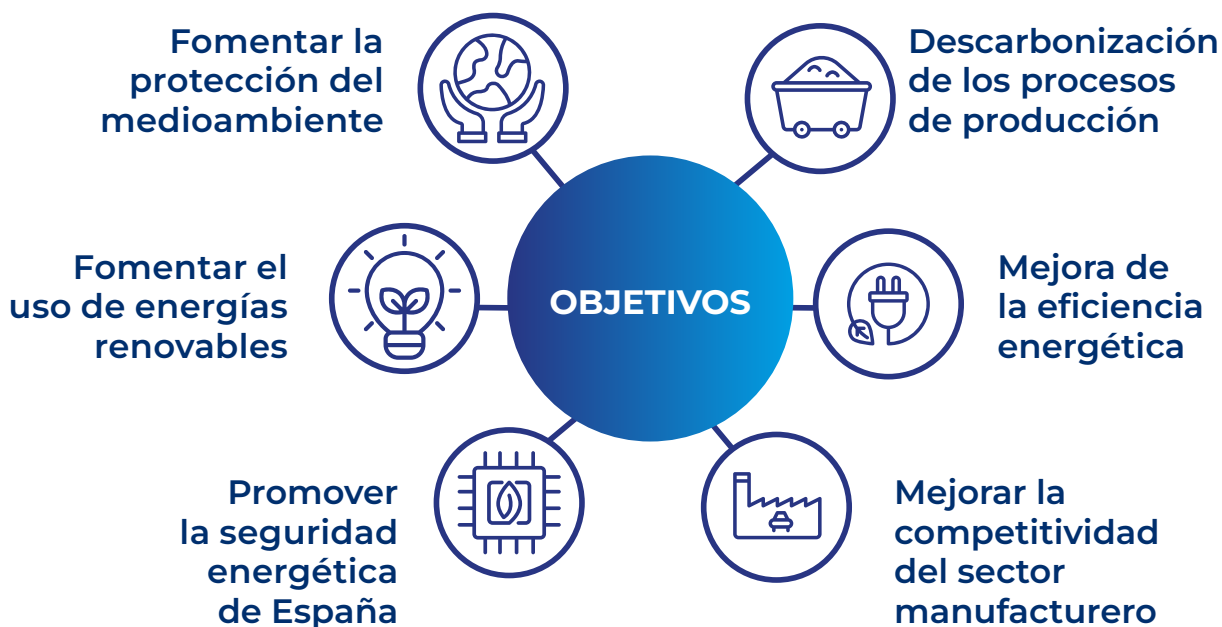 Fomentar la
protección del
medioambiente
Descarbonización
de los procesos
de producción
Fomentar el
uso de energías
renovables
OBJETIVOS
Mejora de
la eficiencia
energética
Promover
la seguridad
energética
de España
Mejorar la
competitividad
del sector
manufacturero